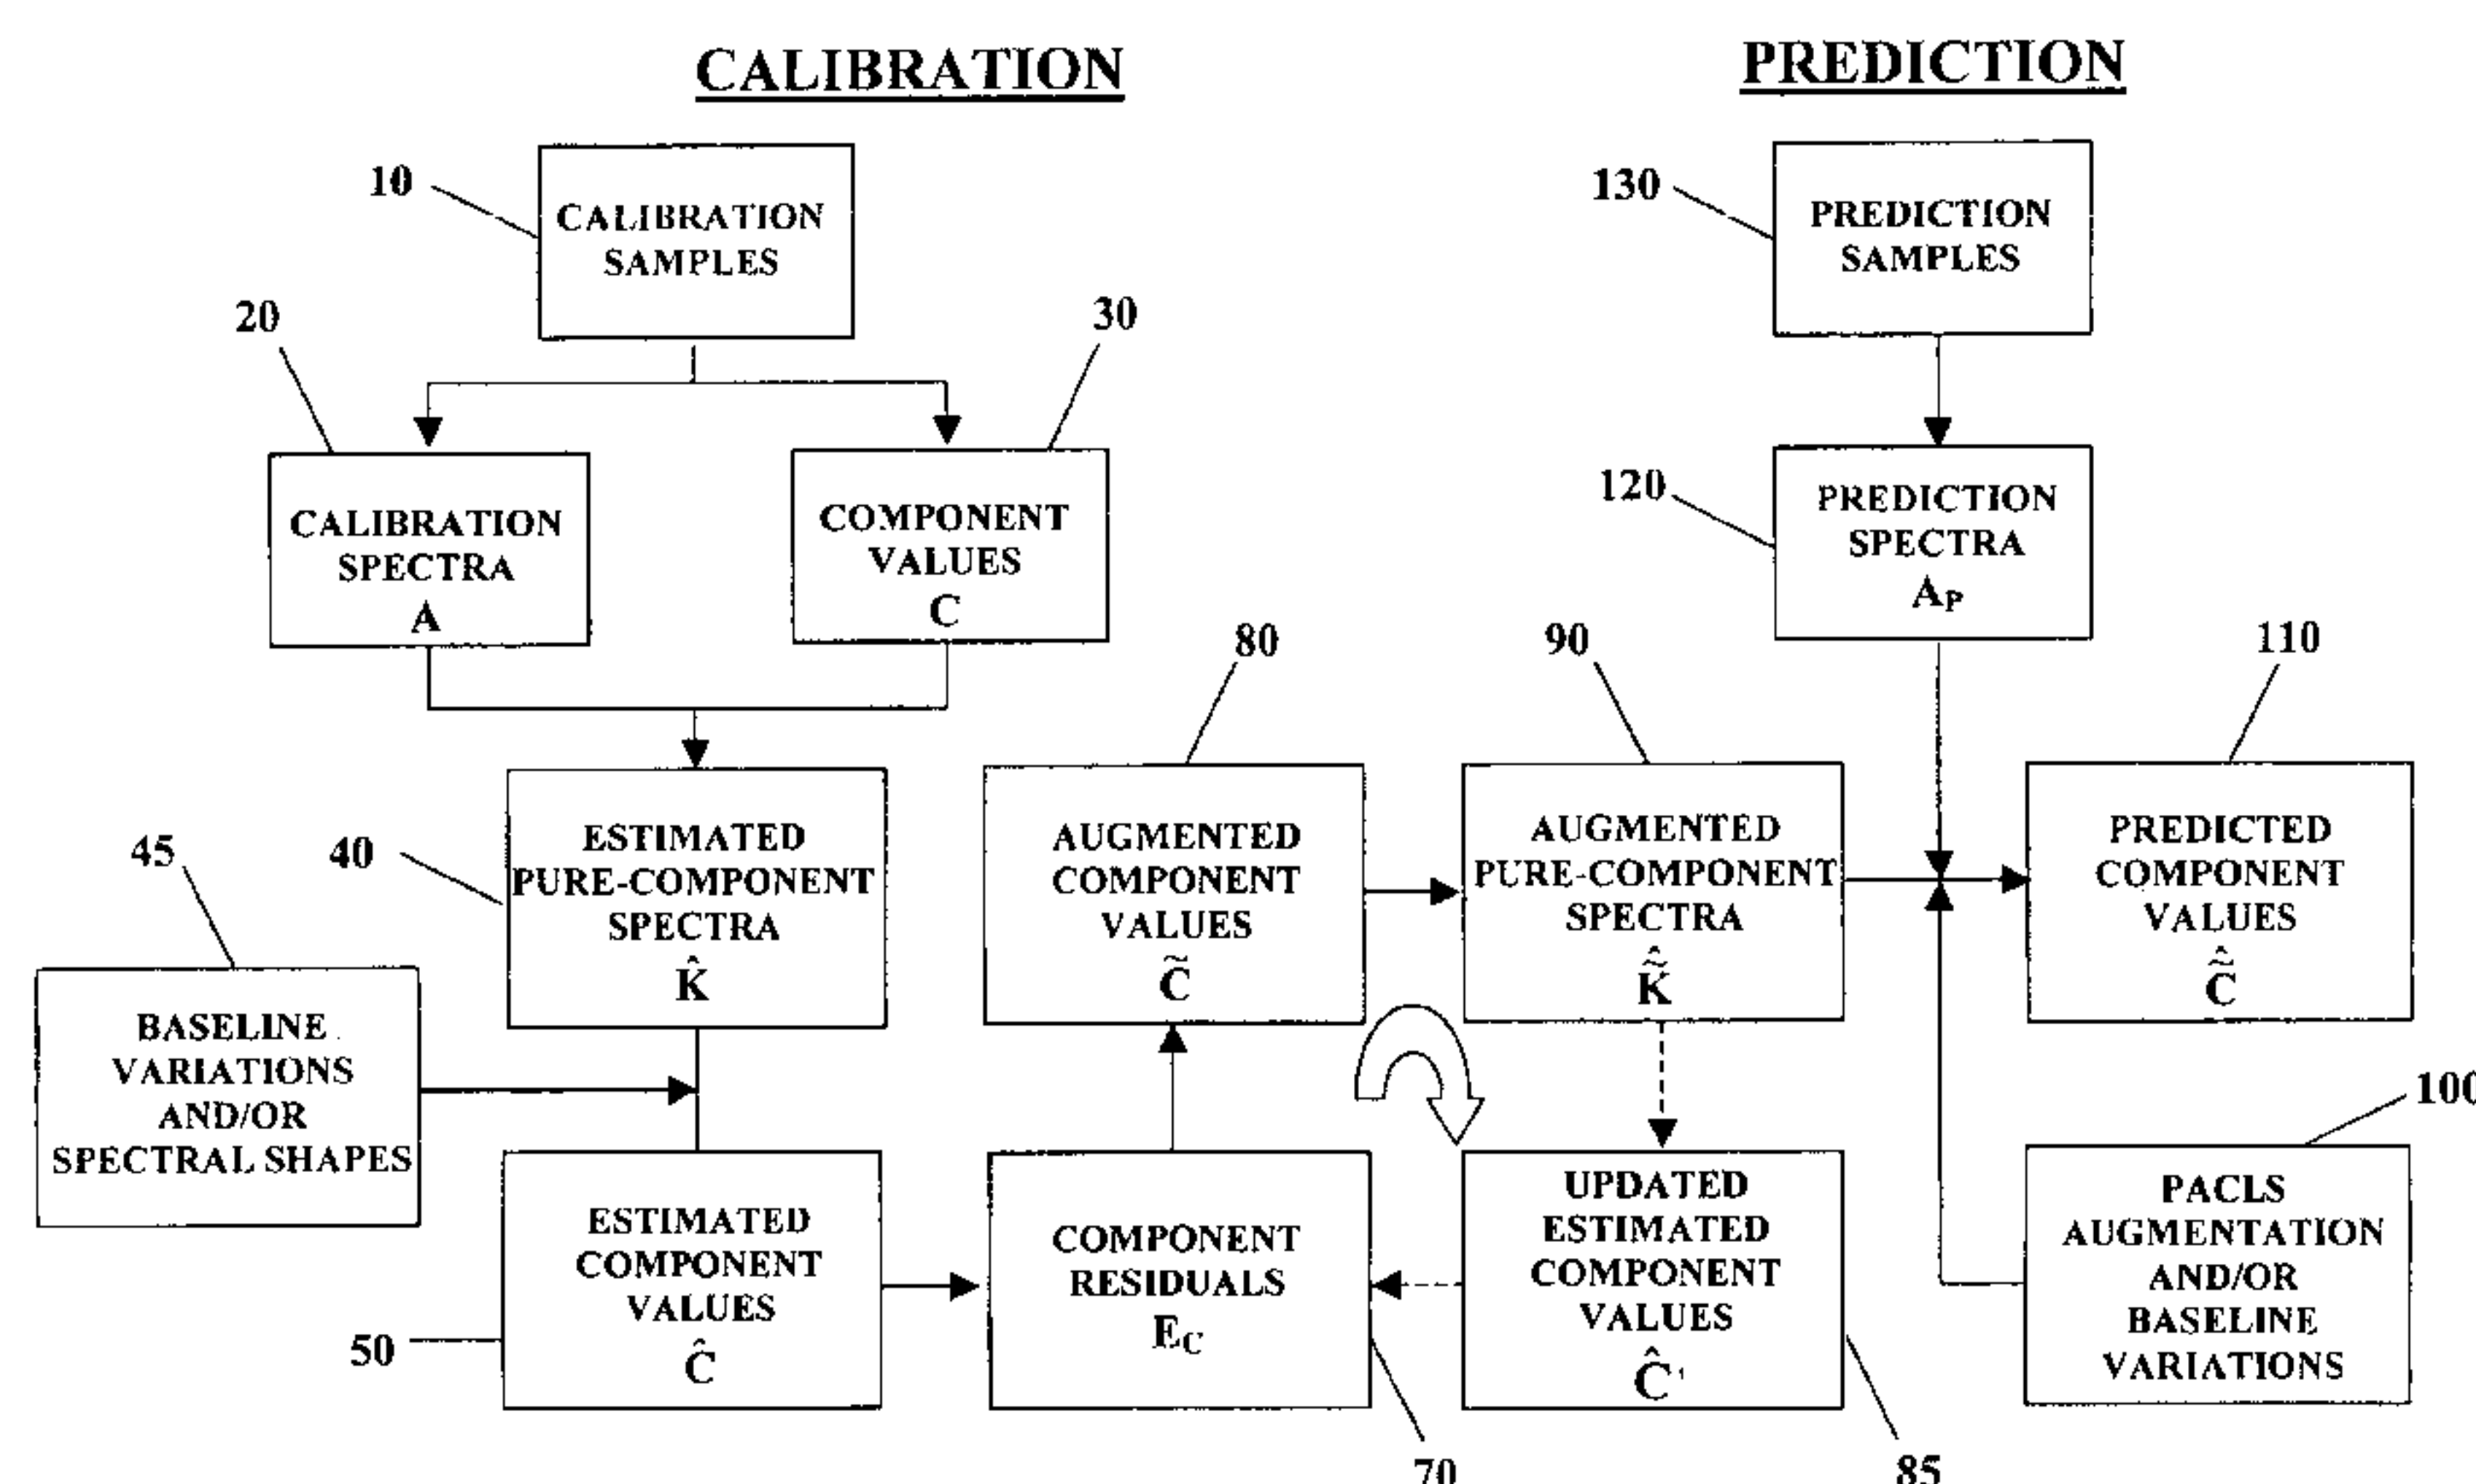 CALIBRATION
PREDICTION
10
CALIBRATION
SAMPLES
130
PREDICTION
SAMPLES
20
30
CALIBRATION
SPECTRA
A
COMPONENT
VALUES
C
120
PREDICTION
SPECTRA
Aₚ
80
90
110
45
40
ESTIMATED
PURE-COMPONENT
SPECTRA
K̂
AUGMENTED
COMPONENT
VALUES
C̃
AUGMENTED
PURE-COMPONENT
SPECTRA
K̃̂
PREDICTED
COMPONENT
VALUES
C̃̂
BASELINE
VARIATIONS
AND/OR
SPECTRAL SHAPES
100
50
ESTIMATED
COMPONENT
VALUES
Ĉ
COMPONENT
RESIDUALS
E_C
UPDATED
ESTIMATED
COMPONENT
VALUES
Ĉ'
PACLS
AUGMENTATION
AND/OR
BASELINE
VARIATIONS
70
85